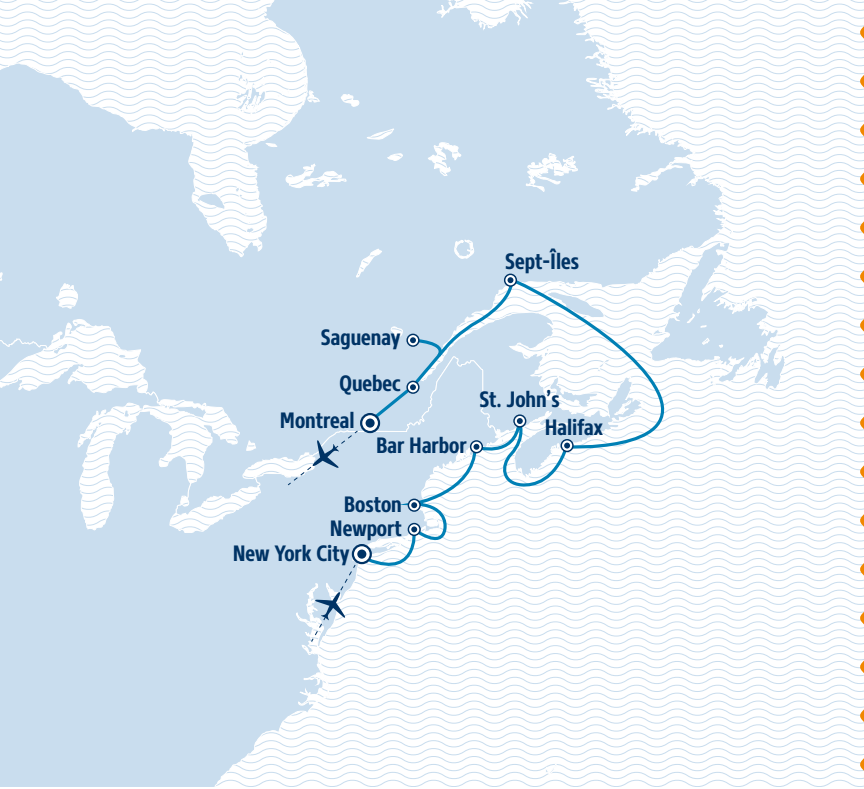 Sept-Îles
Saguenay
Quebec
St. John's
Montreal
Halifax
Bar Harbor
Boston
Newport
New York City